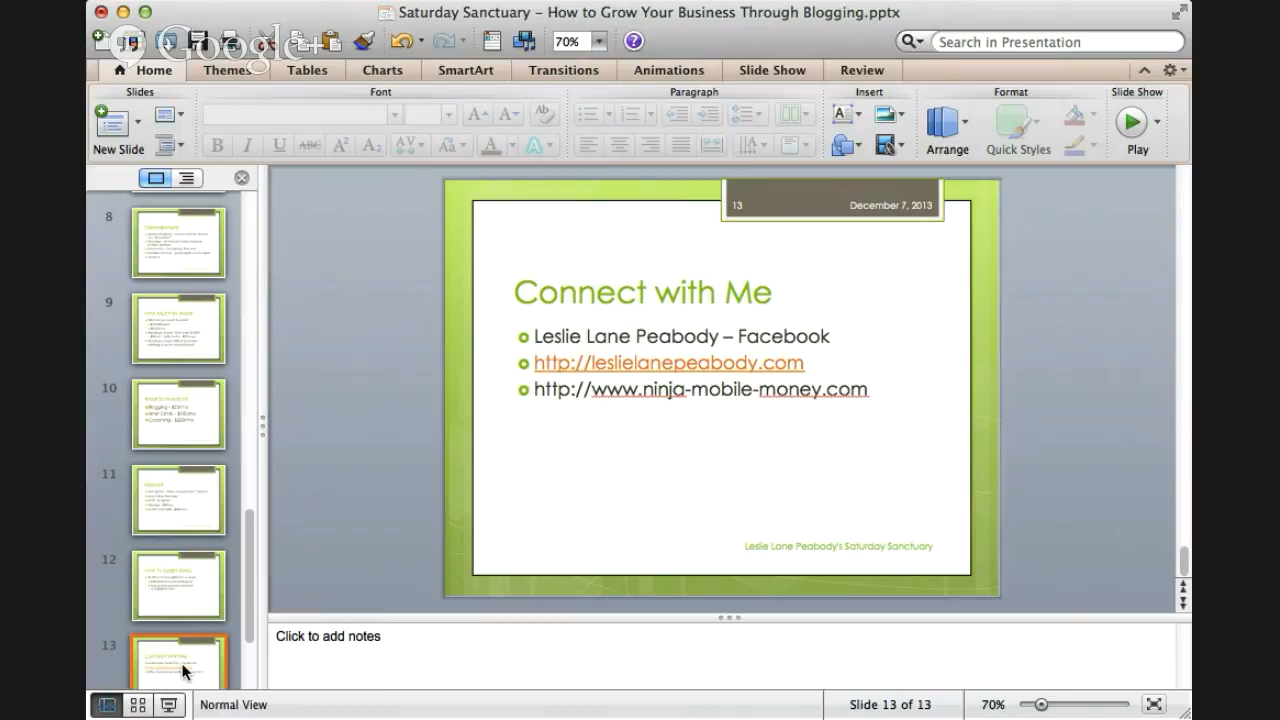 Saturday Sanctuary – How to Grow Your Business Through Blogging.pptx
Google+
70%
Search in Presentation
Home Themes Tables Charts SmartArt Transitions Animations Slide Show Review
Slides Font Paragraph Insert Format Slide Show
New Slide Arrange Quick Styles Play
8
9
10
11
12
13
13 December 7, 2013
Connect with Me
Leslie Lane Peabody – Facebook
http://leslielanepeabody.com
http://www.ninja-mobile-money.com
Leslie Lane Peabody's Saturday Sanctuary
Click to add notes
Normal View Slide 13 of 13 70%